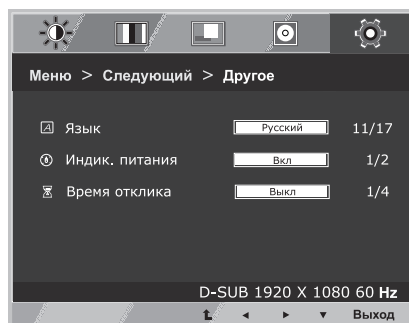 Меню > Следующий > Другое
Язык Русский 11/17
Индик. питания Вкл 1/2
Время отклика Выкл 1/4
D-SUB 1920 X 1080 60 Hz
Выход